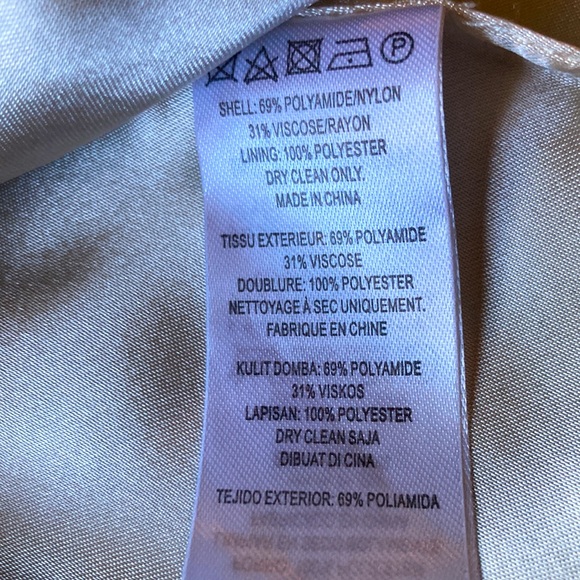 P
SHELL: 69% POLYAMIDE/NYLON
31% VISCOSE/RAYON
LINING: 100% POLYESTER
DRY CLEAN ONLY.
MADE IN CHINA
TISSU EXTERIEUR: 69% POLYAMIDE
31% VISCOSE
DOUBLURE: 100% POLYESTER
NETTOYAGE À SEC UNIQUEMENT.
FABRIQUE EN CHINE
KULIT DOMBA: 69% POLYAMIDE
31% VISKOS
LAPISAN: 100% POLYESTER
DRY CLEAN SAJA
DIBUAT DI CINA
TEJIDO EXTERIOR: 69% POLIAMIDA